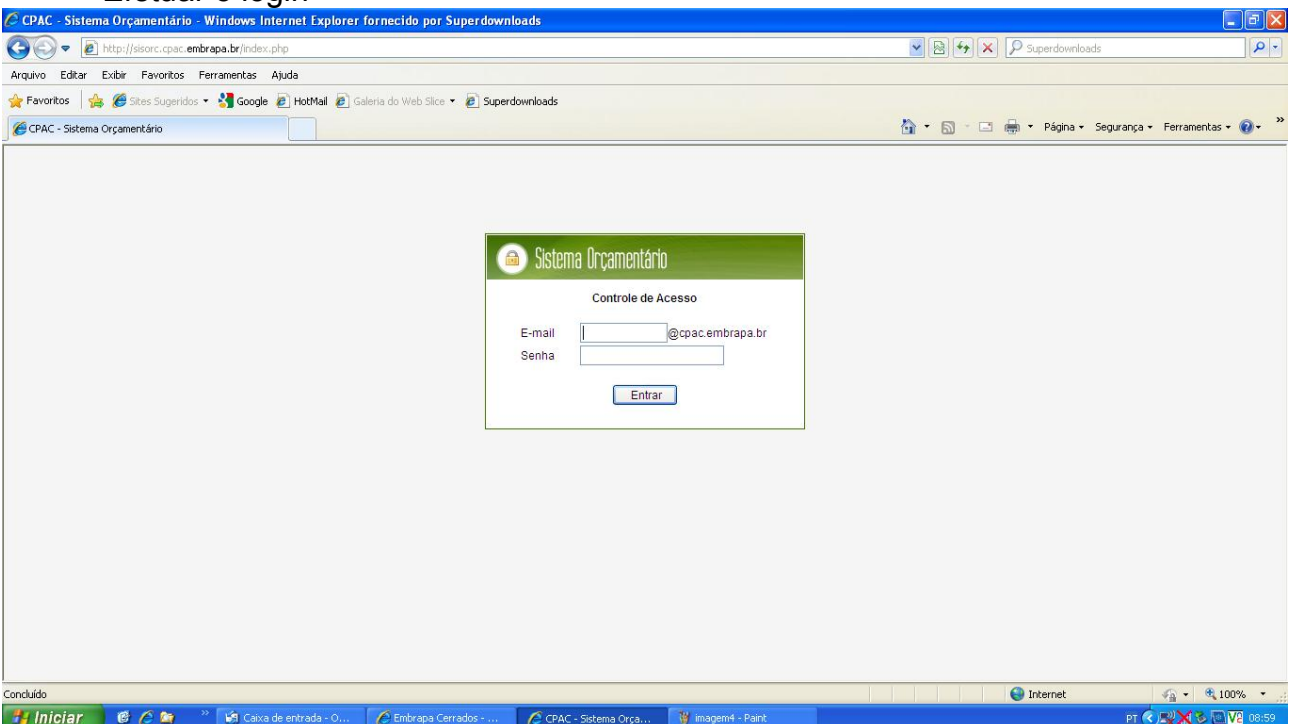 Efetuar o login
CPAC - Sistema Orçamentário - Windows Internet Explorer fornecido por Superdownloads
http://sisorc.cpac.embrapa.br/index.php
Superdownloads
Arquivo Editar Exibir Favoritos Ferramentas Ajuda
Favoritos Sites Sugeridos Google HotMail Galeria do Web Slice Superdownloads
CPAC - Sistema Orçamentário
Página Segurança Ferramentas »
Sistema Orçamentário
Controle de Acesso
E-mail @cpac.embrapa.br
Senha
Entrar
Concluído Internet 100%
Iniciar » Caixa de entrada - O... Embrapa Cerrados - ... CPAC - Sistema Orça... imagem4 - Paint PT 08:59